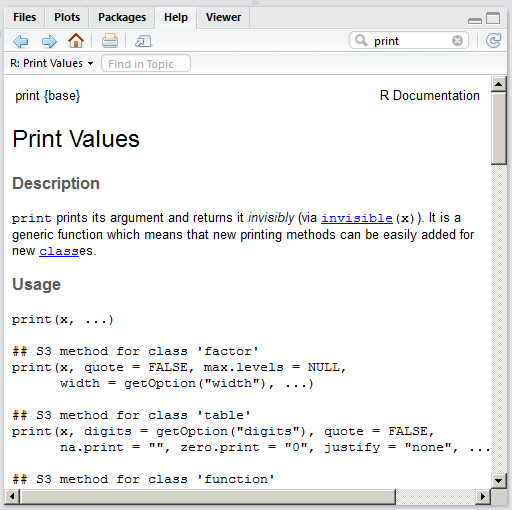 Files Plots Packages Help Viewer
print
R: Print Values Find in Topic
print {base} R Documentation
Print Values
Description
print prints its argument and returns it invisibly (via invisible(x)). It is a
generic function which means that new printing methods can be easily added for
new classes.
Usage
print(x, ...)
## S3 method for class 'factor'
print(x, quote = FALSE, max.levels = NULL,
      width = getOption("width"), ...)
## S3 method for class 'table'
print(x, digits = getOption("digits"), quote = FALSE,
      na.print = "", zero.print = "0", justify = "none", ...
## S3 method for class 'function'